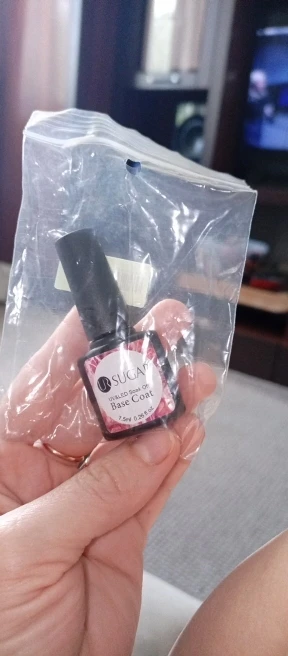 UR SUGAR
UV&LED Soak Off
Base Coat
7.5ml 0.26 fl oz